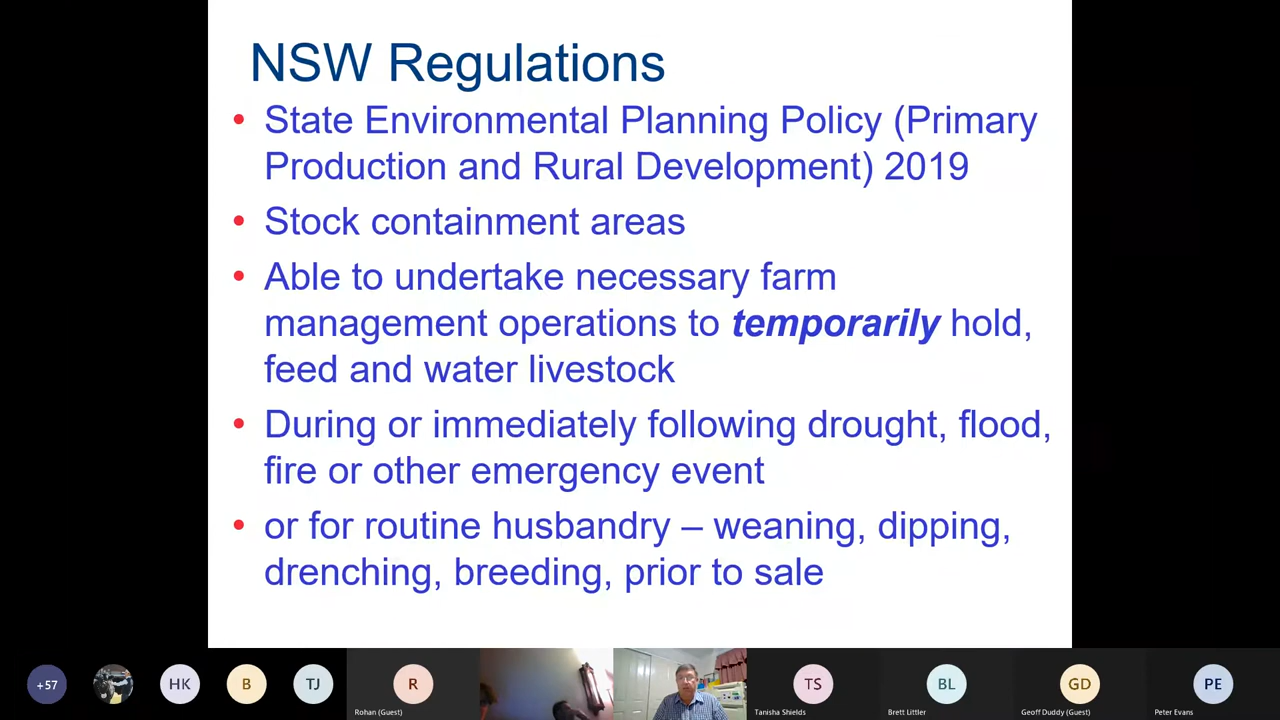 NSW Regulations
• State Environmental Planning Policy (Primary
Production and Rural Development) 2019
• Stock containment areas
• Able to undertake necessary farm
management operations to temporarily hold,
feed and water livestock
• During or immediately following drought, flood,
fire or other emergency event
• or for routine husbandry – weaning, dipping,
drenching, breeding, prior to sale
+57 HK B TJ R TS BL GD PE
Rohan (Guest) Tanisha Shields Brett Littler Geoff Duddy (Guest) Peter Evans